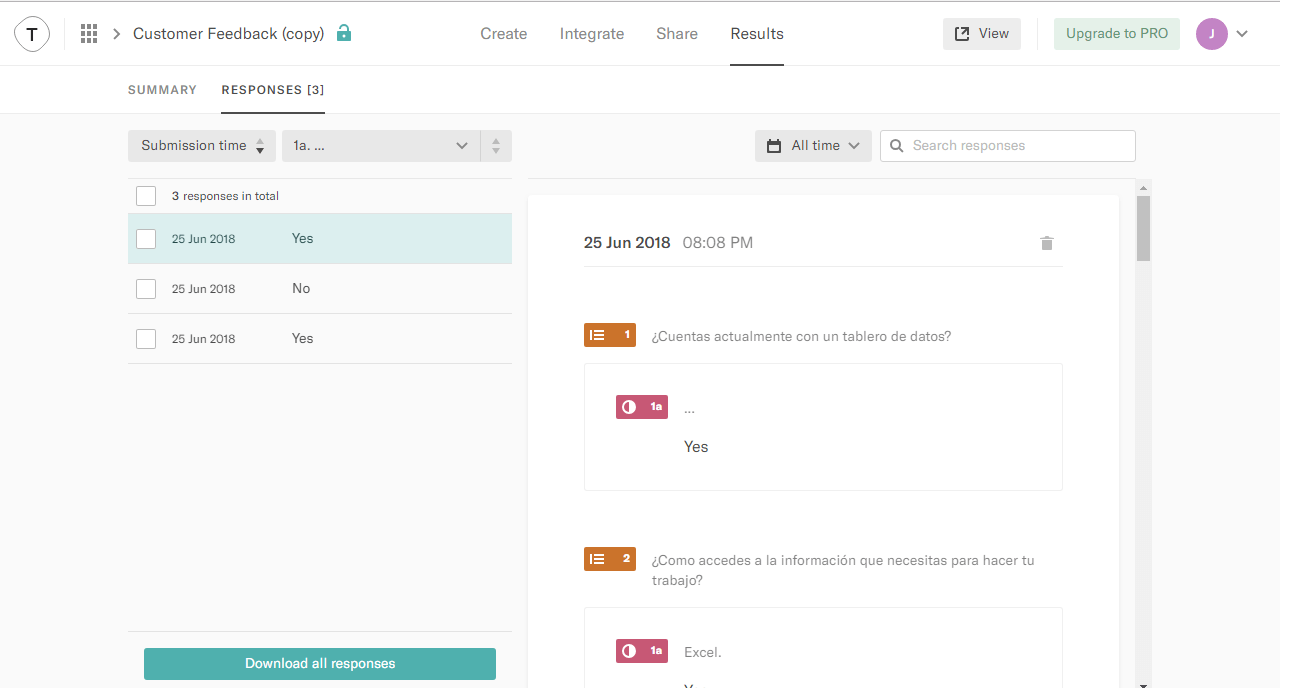 T
Customer Feedback (copy)
Create
Integrate
Share
Results
View
Upgrade to PRO
J
SUMMARY
RESPONSES [3]
Submission time
1a. ...
All time
Search responses
3 responses in total
25 Jun 2018 Yes
25 Jun 2018 No
25 Jun 2018 Yes
Download all responses
25 Jun 2018 08:08 PM
1 ¿Cuentas actualmente con un tablero de datos?
1a ...
Yes
2 ¿Como accedes a la información que necesitas para hacer tu
trabajo?
1a Excel.